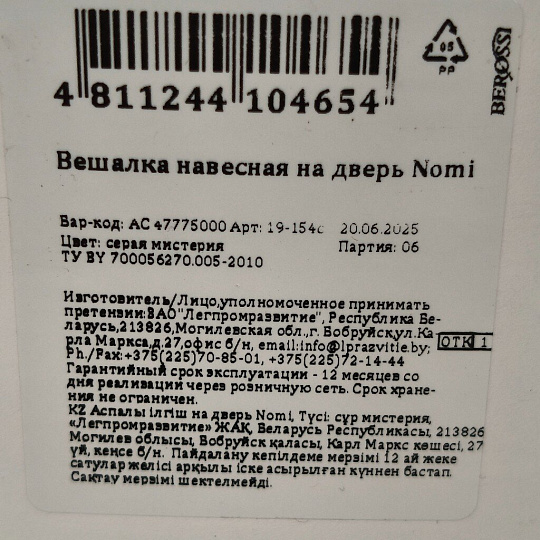 05
PP
BEROSSI
4 811244 104654
Вешалка навесная на дверь Nomi
Вар-код: АС 47775000 Арт: 19-154с 20.06.2025
Цвет: серая мистерия Партия: 06
ТУ BY 700056270.005-2010
Изготовитель/Лицо,уполномоченное принимать
претензии:ЗАО"Легпромразвитие", Республика Бе-
ларусь,213826,Могилевская обл.,г. Бобруйск,ул.Ка-
рла Маркса,д.27,офис б/н, email:info@lprazvitie.by;
ОТК 1
Ph./Fax:+375(225)70-85-01, +375(225)72-14-44
Гарантийный срок эксплуатации - 12 месяцев со
дня реализации через розничную сеть. Срок хране-
ния не ограничен.
KZ Аспалы ілгіш на дверь Nomi, Түсі: сұр мистерия,
«Легпромразвитие» ЖАҚ, Беларусь Республикасы, 213826
Могилев облысы, Бобруйск қаласы, Карл Маркс көшесі, 27
үй, кеңсе б/н. Пайдалану кепілдеме мерзімі 12 ай жеке
сатулар желісі арқылы іске асырылған күннен бастап.
Сақтау мерзімі шектелмейді.